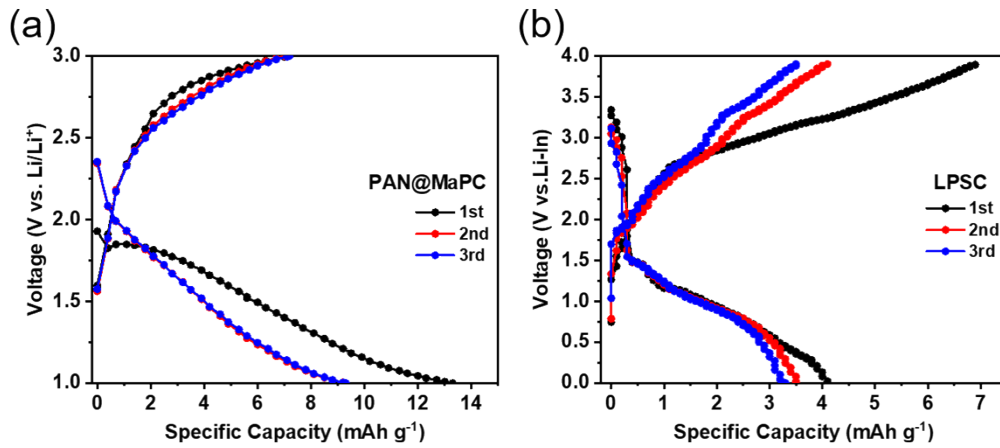 (a)
3.0
2.5
2.0
1.5
1.0
Voltage (V vs. Li/Li⁺)
PAN@MaPC
1st
2nd
3rd
0 2 4 6 8 10 12 14
Specific Capacity (mAh g⁻¹)
(b)
4.0
3.5
3.0
2.5
2.0
1.5
1.0
0.5
0.0
Voltage (V vs.Li-In)
LPSC
1st
2nd
3rd
0 1 2 3 4 5 6 7
Specific Capacity (mAh g⁻¹)